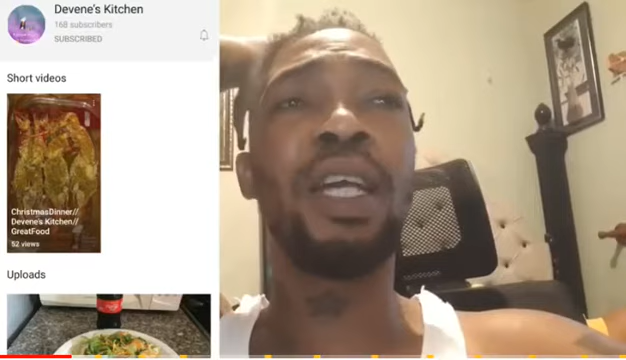 Devene's Kitchen
168 subscribers
SUBSCRIBED
Short videos
ChristmasDinner//
Devene's Kitchen//
GreatFood
52 views
Uploads